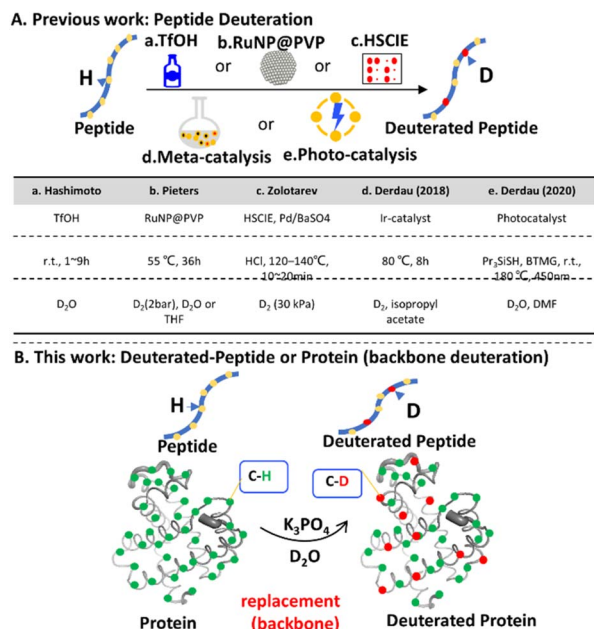 A. Previous work: Peptide Deuteration
a.TfOH b.RuNP@PVP c.HSCIE
H or or D
Peptide or Deuterated Peptide
d.Meta-catalysis e.Photo-catalysis
a. Hashimoto b. Pieters c. Zolotarev d. Derdau (2018) e. Derdau (2020)
TfOH RuNP@PVP HSCIE, Pd/BaSO4 Ir-catalyst Photocatalyst
r.t., 1~9h 55 ℃, 36h HCl, 120–140℃, 10~20min 80 ℃, 8h Pr₃SiSH, BTMG, r.t., 180 ℃, 450nm
D₂O D₂(2bar), D₂O or THF D₂ (30 kPa) D₂, isopropyl acetate D₂O, DMF
B. This work: Deuterated-Peptide or Protein (backbone deuteration)
H D
Peptide Deuterated Peptide
C-H C-D
K₃PO₄
D₂O
replacement
(backbone)
Protein Deuterated Protein